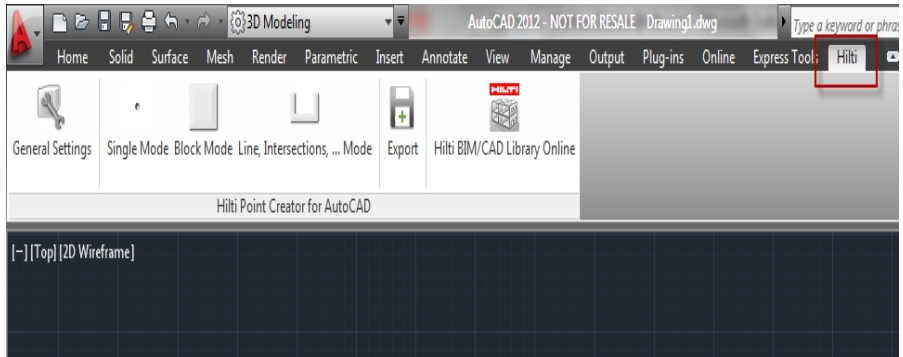 3D Modeling AutoCAD 2012 - NOT FOR RESALE Drawing1.dwg Type a keyword or phras
Home Solid Surface Mesh Render Parametric Insert Annotate View Manage Output Plug-ins Online Express Tools Hilti
HILTI
General Settings Single Mode Block Mode Line, Intersections, ... Mode Export Hilti BIM/CAD Library Online
Hilti Point Creator for AutoCAD
[−] [Top] [2D Wireframe]